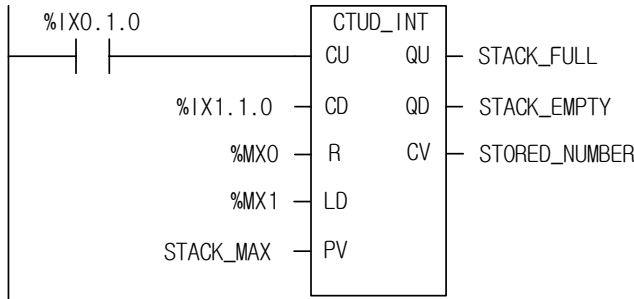 %IX0.1.0 CTUD_INT
CU QU STACK_FULL
%IX1.1.0 CD QD STACK_EMPTY
%MX0 R CV STORED_NUMBER
%MX1 LD
STACK_MAX PV